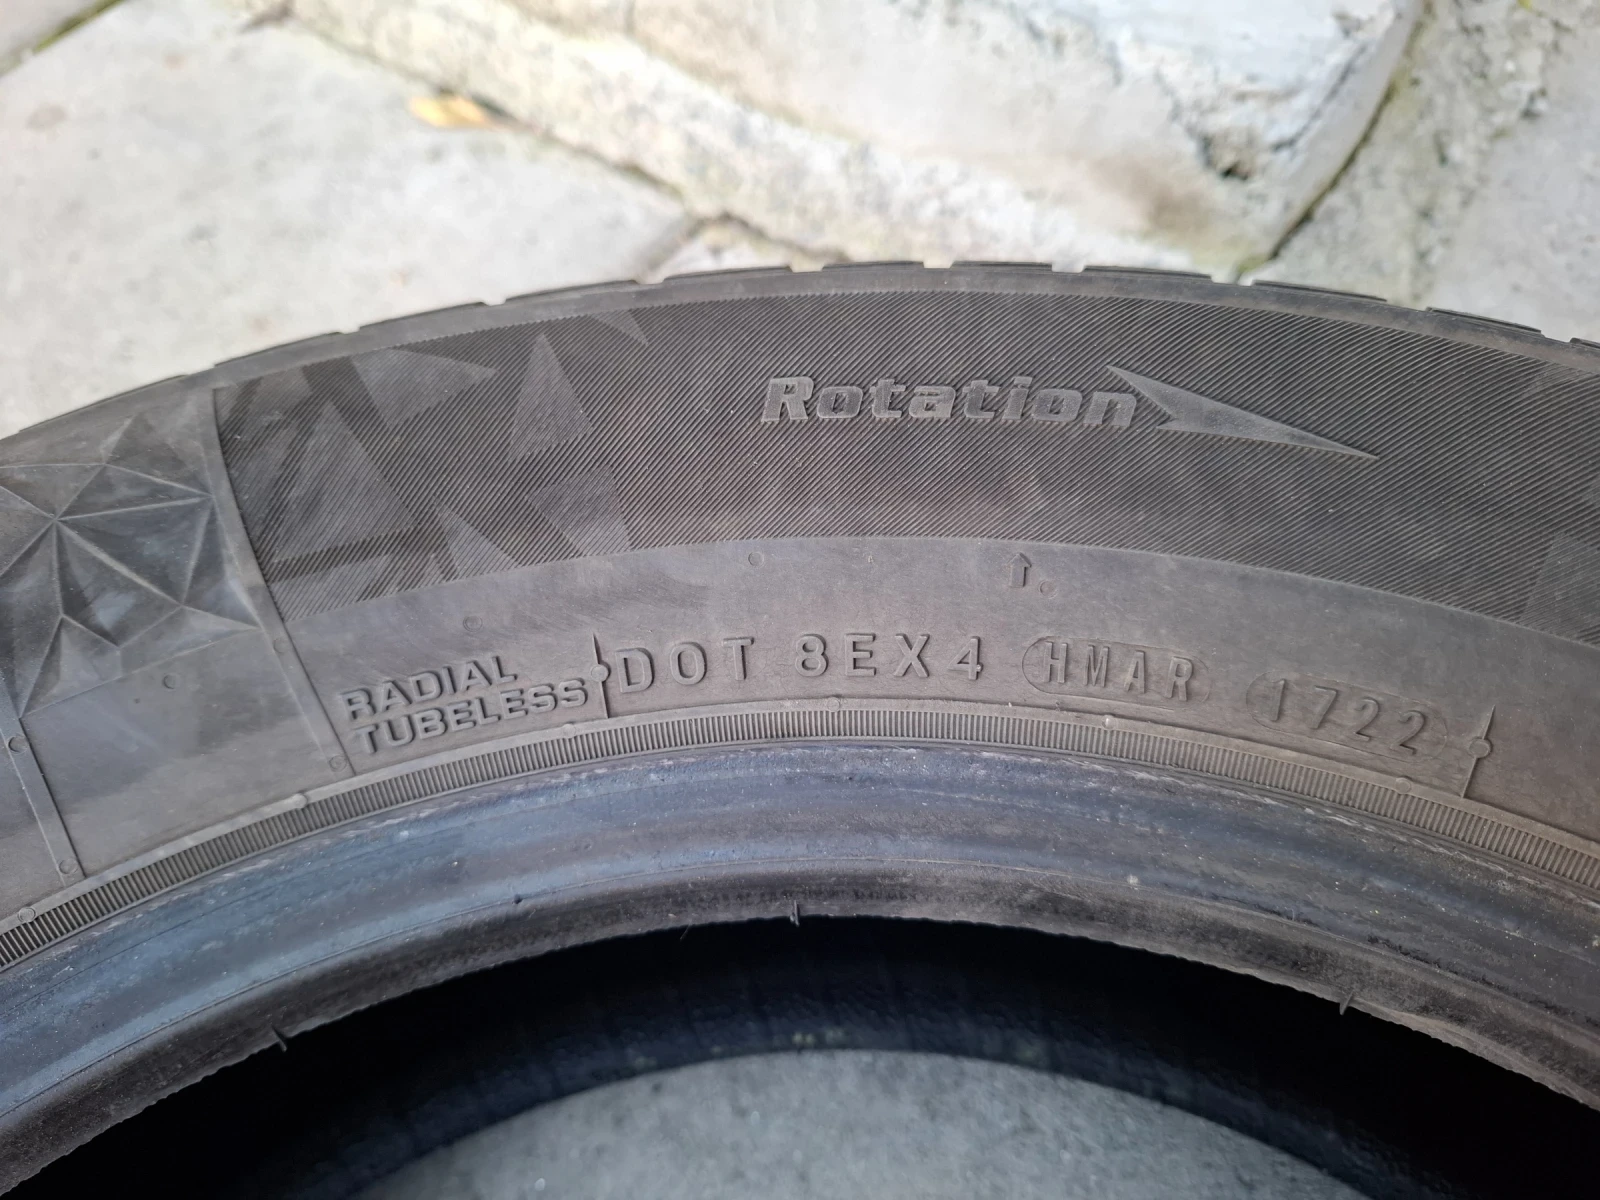 Rotation
RADIAL
TUBELESS
DOT 8EX4 HMAR 1722